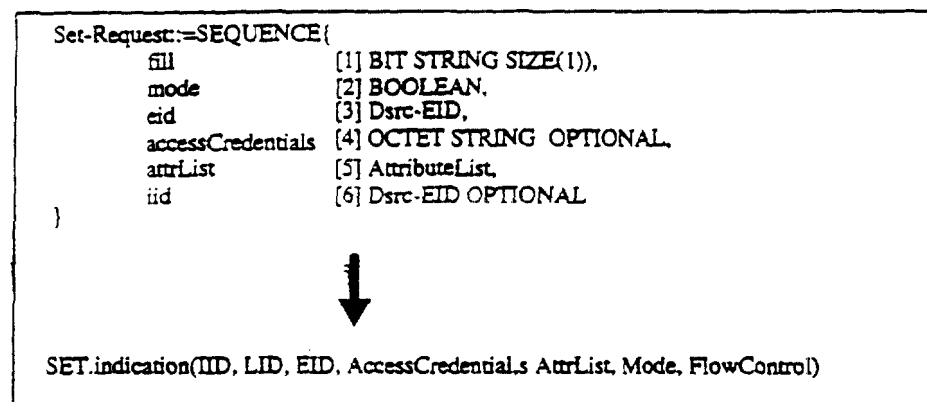 Set-Request::=SEQUENCE{
fill [1] BIT STRING SIZE(1)),
mode [2] BOOLEAN,
eid [3] Dsrc-EID,
accessCredentials [4] OCTET STRING OPTIONAL,
attrList [5] AttributeList,
iid [6] Dsrc-EID OPTIONAL
}
SET.indication(IID, LID, EID, AccessCredentials AttrList, Mode, FlowControl)